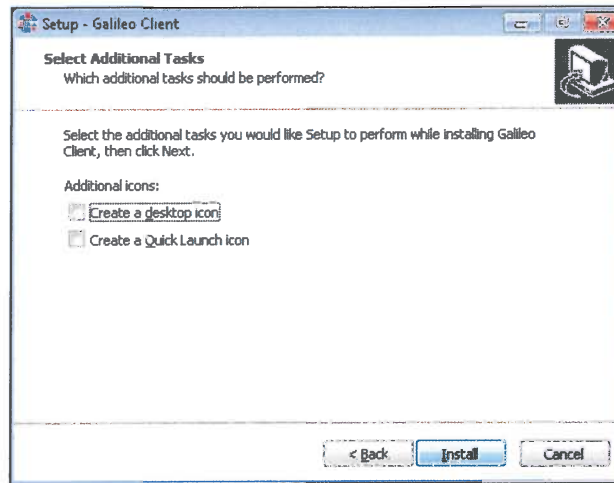 Setup - Galileo Client
Select Additional Tasks
Which additional tasks should be performed?
Select the additional tasks you would like Setup to perform while installing Galileo
Client, then click Next.
Additional icons:
Create a desktop icon
Create a Quick Launch icon
< Back
Install
Cancel